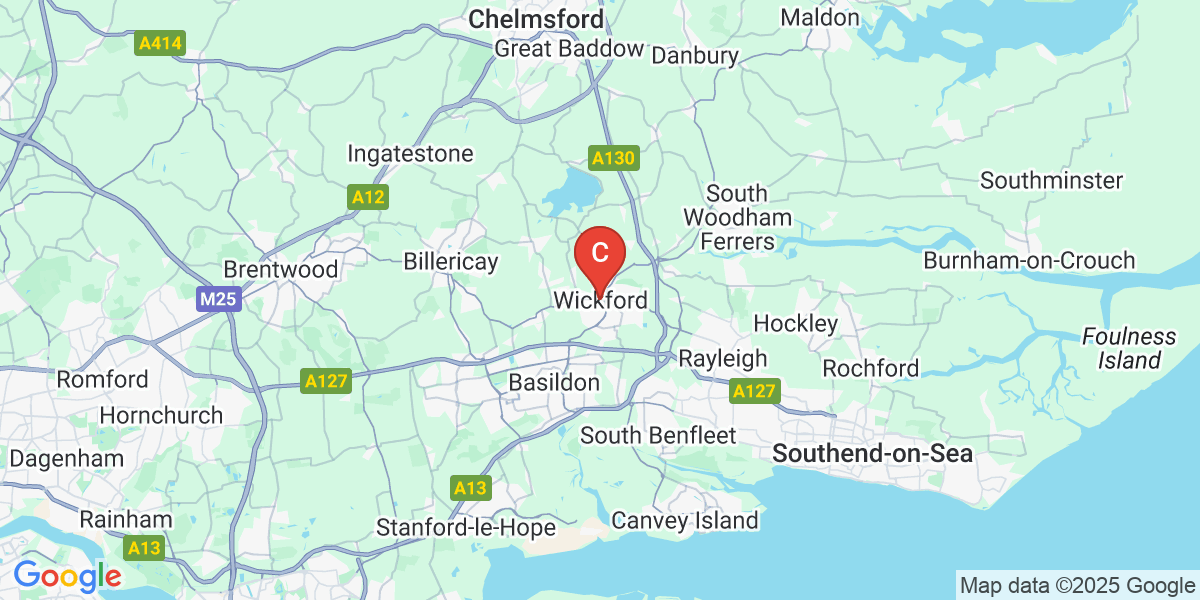 Chelmsford
Maldon
A414
Great Baddow
Danbury
Ingatestone
A130
Southminster
A12
South
Woodham
Ferrers
C
Billericay
Brentwood
Burnham-on-Crouch
M25
Wickford
Hockley
Foulness
Island
Rayleigh
Rochford
Romford
A127
Basildon
A127
Hornchurch
South Benfleet
Southend-on-Sea
Dagenham
A13
Rainham
Stanford-le-Hope
Canvey Island
A13
Google
Map data ©2025 Google